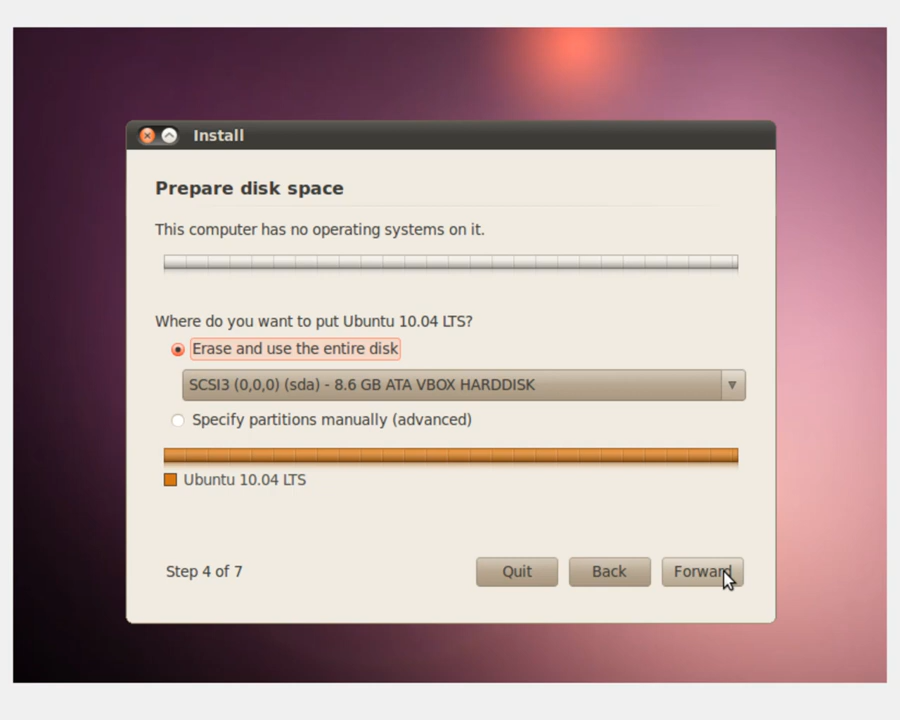 Install
Prepare disk space
This computer has no operating systems on it.
Where do you want to put Ubuntu 10.04 LTS?
Erase and use the entire disk
SCSI3 (0,0,0) (sda) - 8.6 GB ATA VBOX HARDDISK
Specify partitions manually (advanced)
Ubuntu 10.04 LTS
Step 4 of 7
Quit
Back
Forward